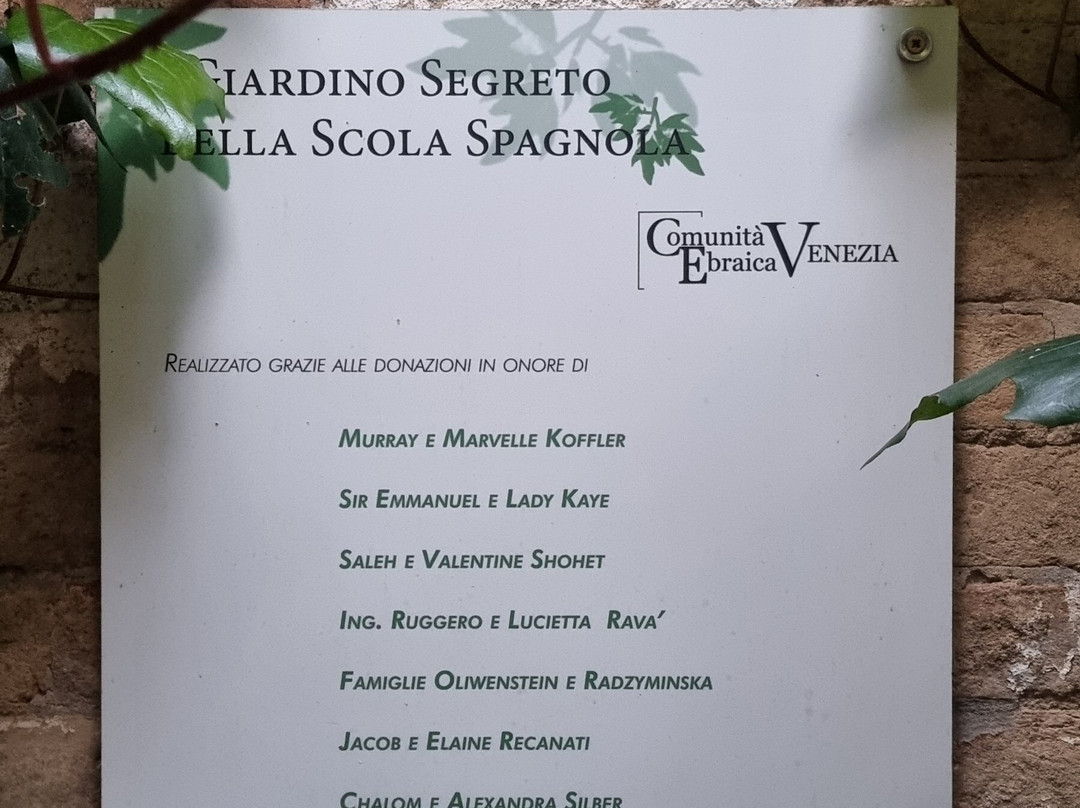 Giardino Segreto
della Scola Spagnola
Comunità
Ebraica Venezia
Realizzato grazie alle donazioni in onore di
Murray e Marvelle Koffler
Sir Emmanuel e Lady Kaye
Saleh e Valentine Shohet
Ing. Ruggero e Lucietta Rava'
Famiglie Oliwenstein e Radzyminska
Jacob e Elaine Recanati
Chalom e Alexandra Silber